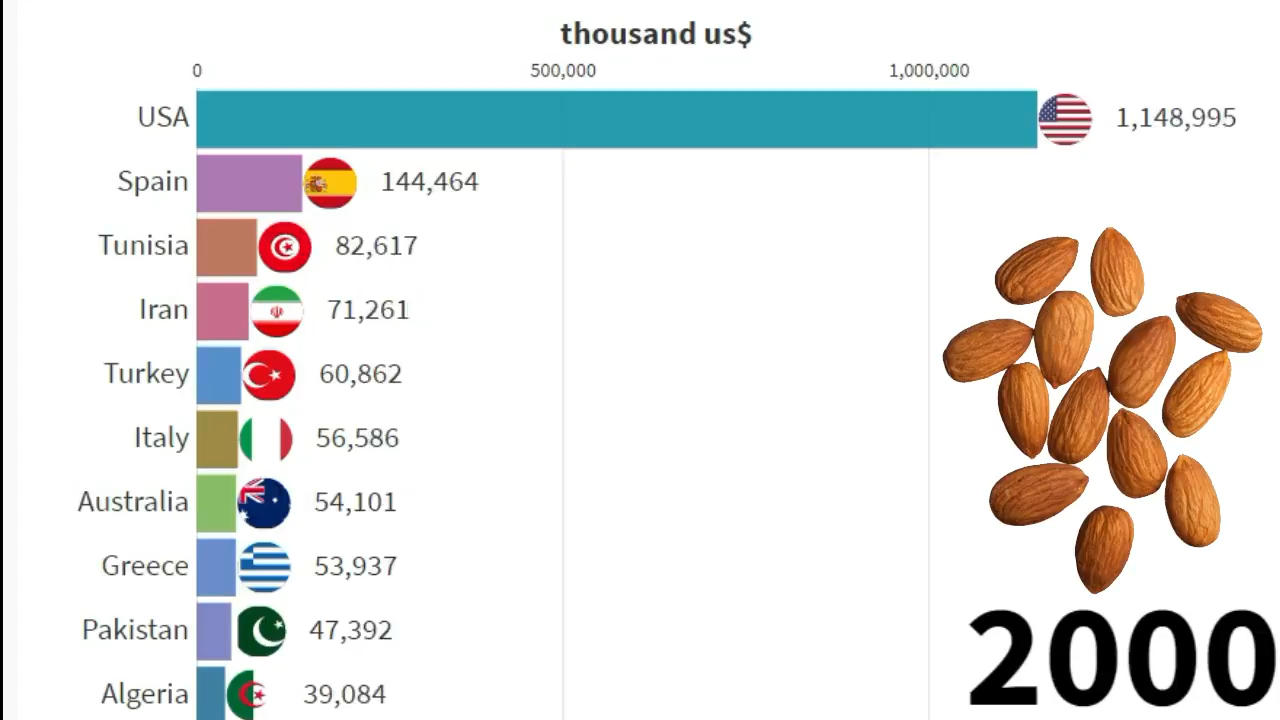 thousand us$
0 500,000 1,000,000
USA 1,148,995
Spain 144,464
Tunisia 82,617
Iran 71,261
Turkey 60,862
Italy 56,586
Australia 54,101
Greece 53,937
Pakistan 47,392
Algeria 39,084
2000